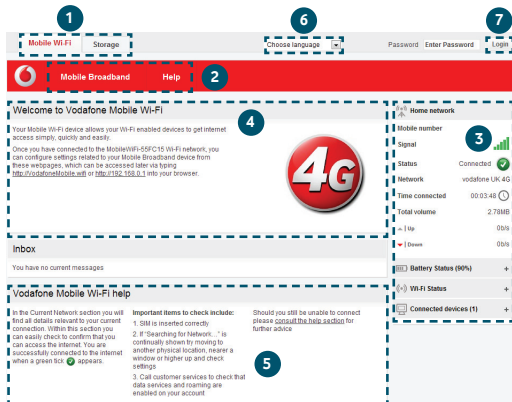 1
6
7
Mobile Wi-Fi
Storage
Choose language
Password
Enter Password
Login
Mobile Broadband
Help
2
Welcome to Vodafone Mobile Wi-Fi
4
Your Mobile Wi-Fi device allows your Wi-Fi enabled devices to get internet
access simply, quickly and easily.
Once you have connected to the MobileWiFi-55FC15 Wi-Fi network, you
can configure settings related to your Mobile Broadband device from
these webpages, which can be accessed later via typing
http://VodafoneMobile.wifi or http://192.168.0.1 into your browser.
4G
Home network
Mobile number
3
Signal
Status Connected
Network vodafone UK 4G
Time connected 00:03:48
Total volume 2.78MB
Up 0b/s
Down 0b/s
Battery Status (90%) +
Wi-Fi Status +
Connected devices (1) +
Inbox
You have no current messages
Vodafone Mobile Wi-Fi help
In the Current Network section you will
find all details relevant to your current
connection. Within this section you
can easily check to confirm that you
can access the internet. You are
successfully connected to the internet
when a green tick appears.
Important items to check include:
1. SIM is inserted correctly
2. If "Searching for Network…" is
continually shown try moving to
another physical location, nearer a
window or higher up and check
settings
3. Call customer services to check that
data services and roaming are
enabled on your account
Should you still be unable to connect
please consult the help section for
further advice
5